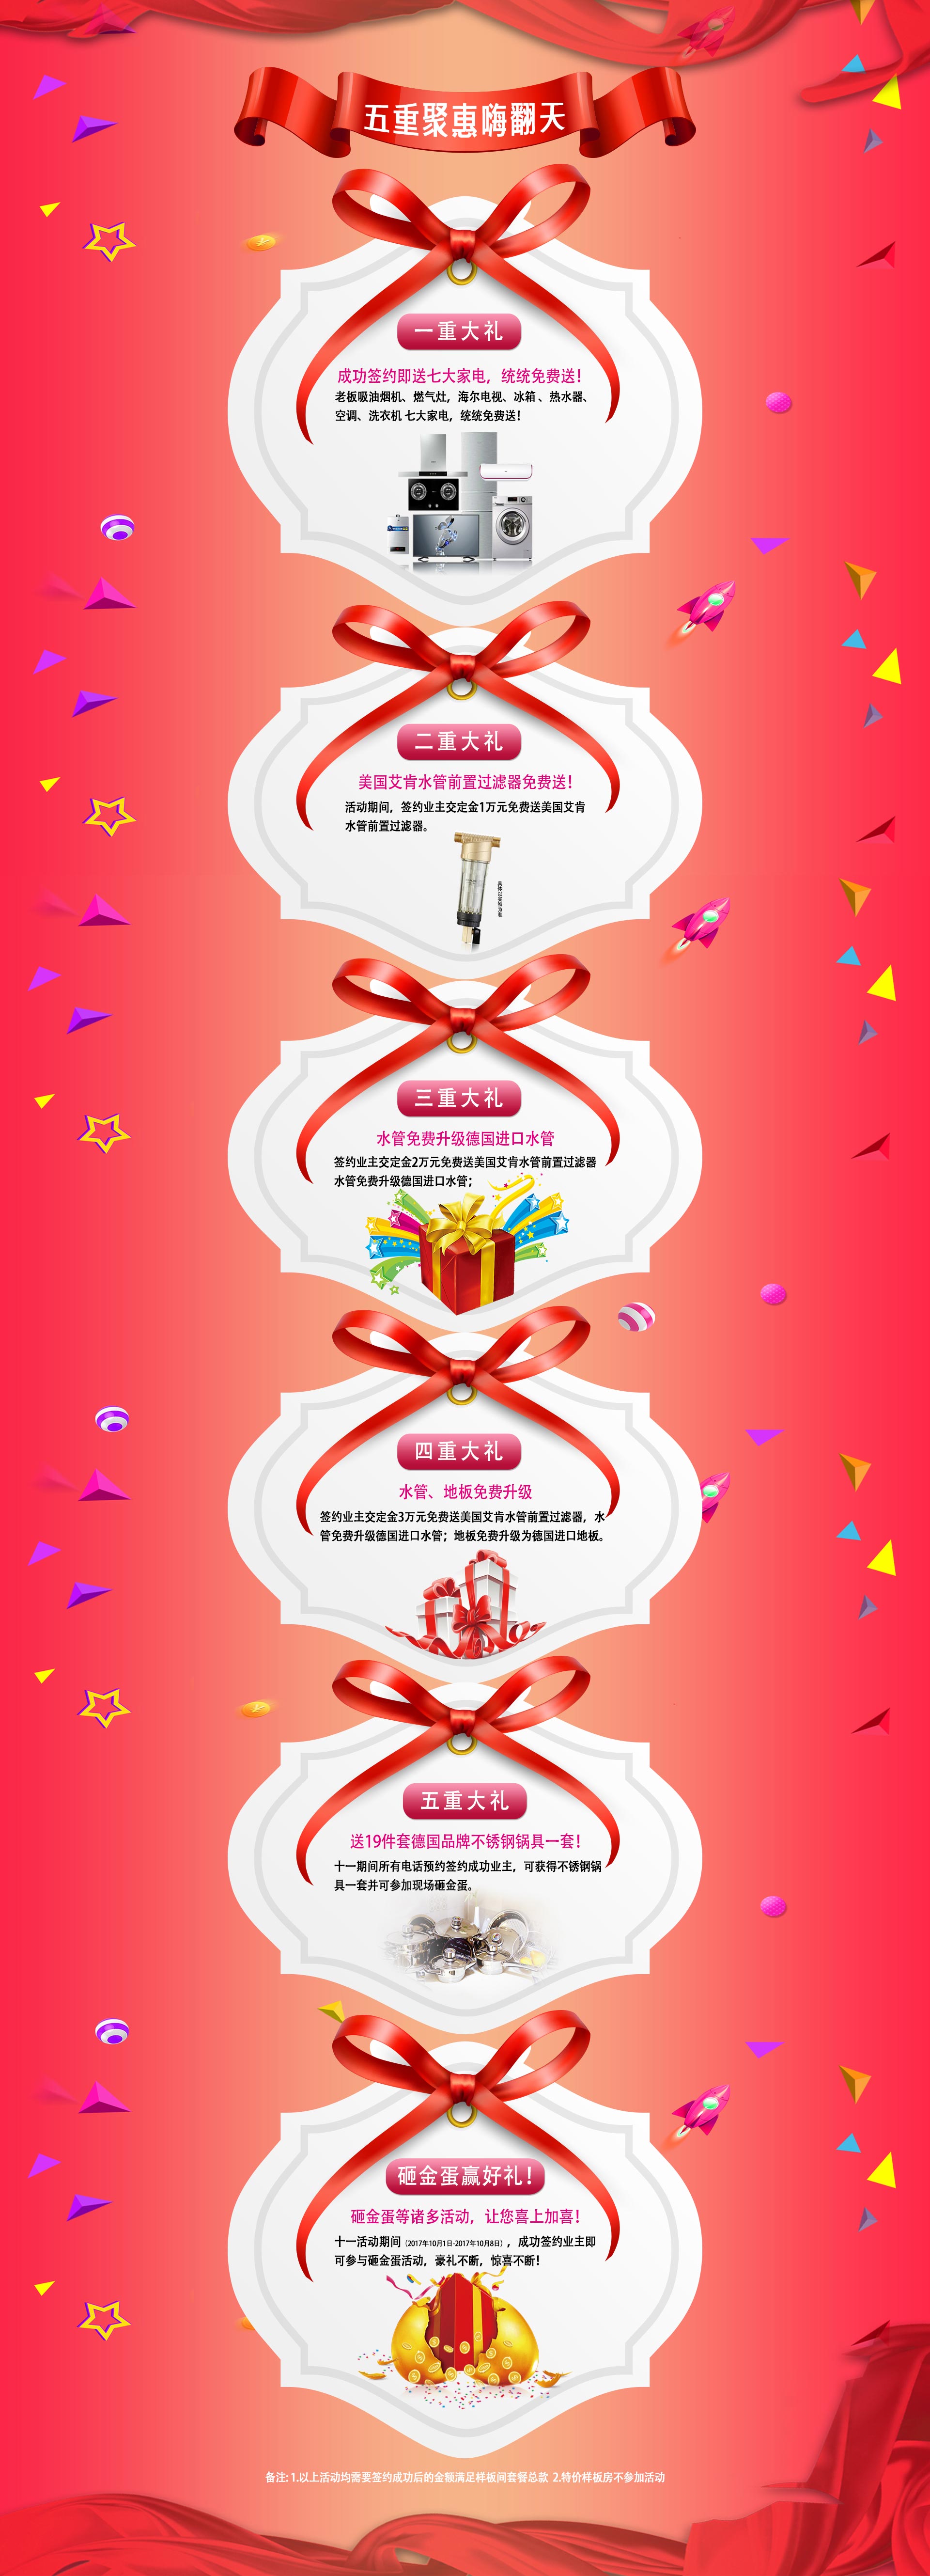 五重聚惠嗨翻天
一重大礼
成功签约即送七大家电，统统免费送！
老板吸油烟机、燃气灶，海尔电视、冰箱、热水器、
空调、洗衣机 七大家电，统统免费送！
二重大礼
美国艾肯水管前置过滤器免费送！
活动期间，签约业主交定金1万元免费送美国艾肯
水管前置过滤器。
具体以实物为准
三重大礼
水管免费升级德国进口水管
签约业主交定金2万元免费送美国艾肯水管前置过滤器
水管免费升级德国进口水管；
四重大礼
水管、地板免费升级
签约业主交定金3万元免费送美国艾肯水管前置过滤器，水
管免费升级德国进口水管；地板免费升级为德国进口地板。
五重大礼
送19件套德国品牌不锈钢锅具一套！
十一期间所有电话预约签约成功业主，可获得不锈钢锅
具一套并可参加现场砸金蛋。
砸金蛋赢好礼！
砸金蛋等诸多活动，让您喜上加喜！
十一活动期间（2017年10月1日-2017年10月8日），成功签约业主即
可参与砸金蛋活动，豪礼不断，惊喜不断！
备注: 1.以上活动均需要签约成功后的金额满足样板间套餐总款 2.特价样板房不参加活动